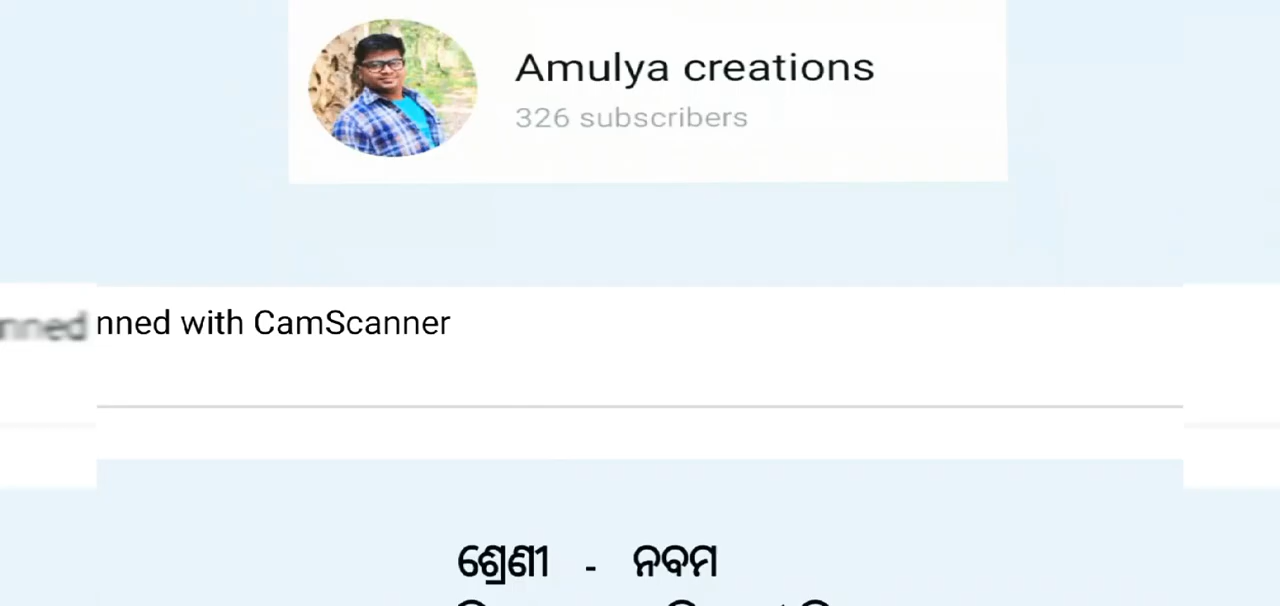 Amulya creations
326 subscribers
nned with CamScanner
ଶ୍ରେଣୀ - ନବମ